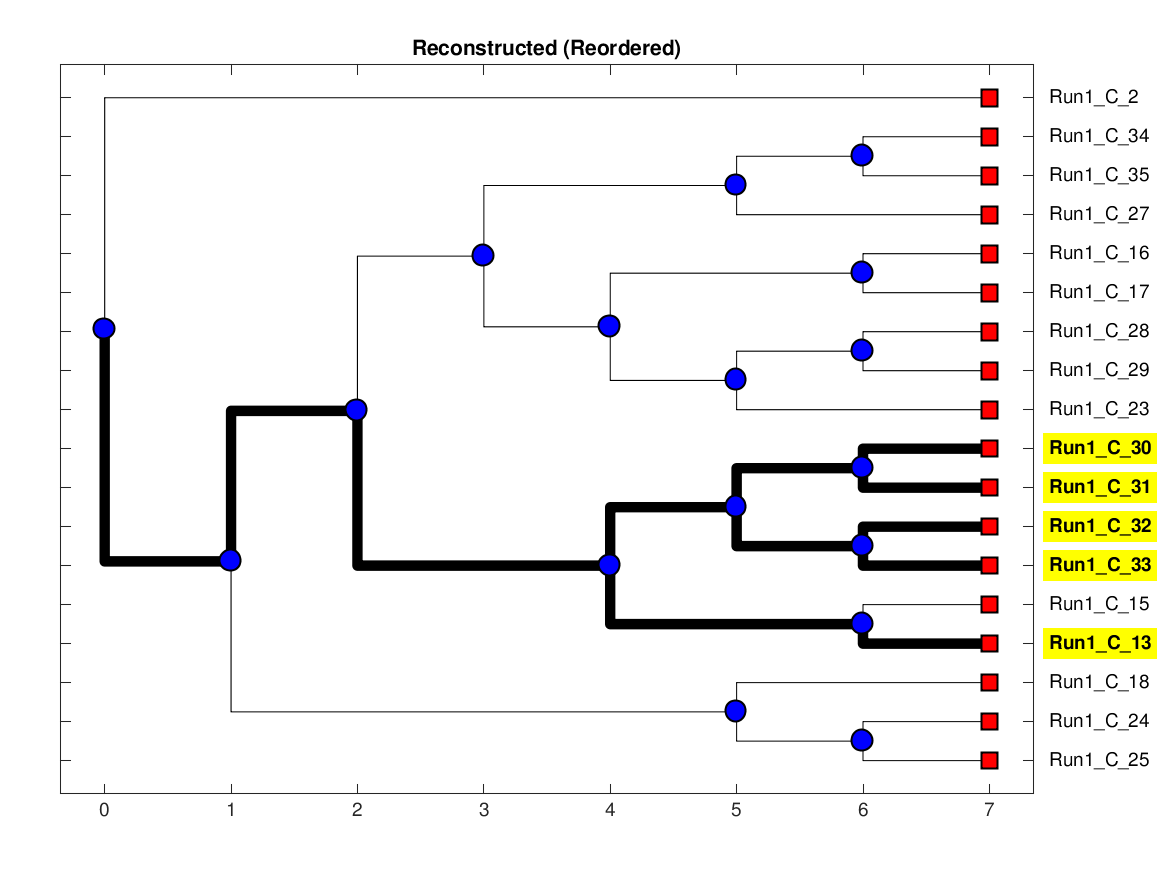 Reconstructed (Reordered)
Run1_C_2
Run1_C_34
Run1_C_35
Run1_C_27
Run1_C_16
Run1_C_17
Run1_C_28
Run1_C_29
Run1_C_23
Run1_C_30
Run1_C_31
Run1_C_32
Run1_C_33
Run1_C_15
Run1_C_13
Run1_C_18
Run1_C_24
Run1_C_25
0 1 2 3 4 5 6 7